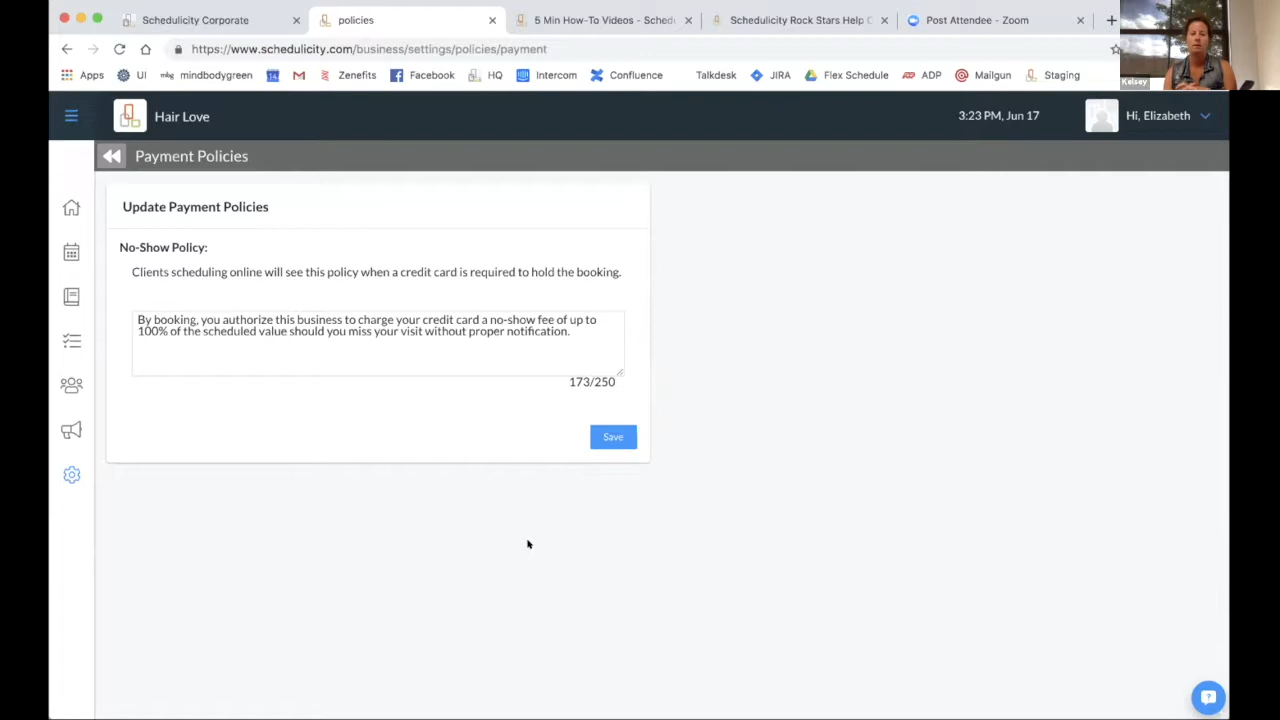 Schedulicity Corporate
policies
5 Min How-To Videos - Schedu
Schedulicity Rock Stars Help C
Post Attendee - Zoom
https://www.schedulicity.com/business/settings/policies/payment
Apps
UI
mbg mindbodygreen
Zenefits
Facebook
HQ
Intercom
Confluence
Talkdesk
JIRA
Flex Schedule
ADP
Mailgun
Staging
Kelsey
Hair Love
3:23 PM, Jun 17
Hi, Elizabeth
Payment Policies
Update Payment Policies
No-Show Policy:
Clients scheduling online will see this policy when a credit card is required to hold the booking.
By booking, you authorize this business to charge your credit card a no-show fee of up to
100% of the scheduled value should you miss your visit without proper notification.
173/250
Save